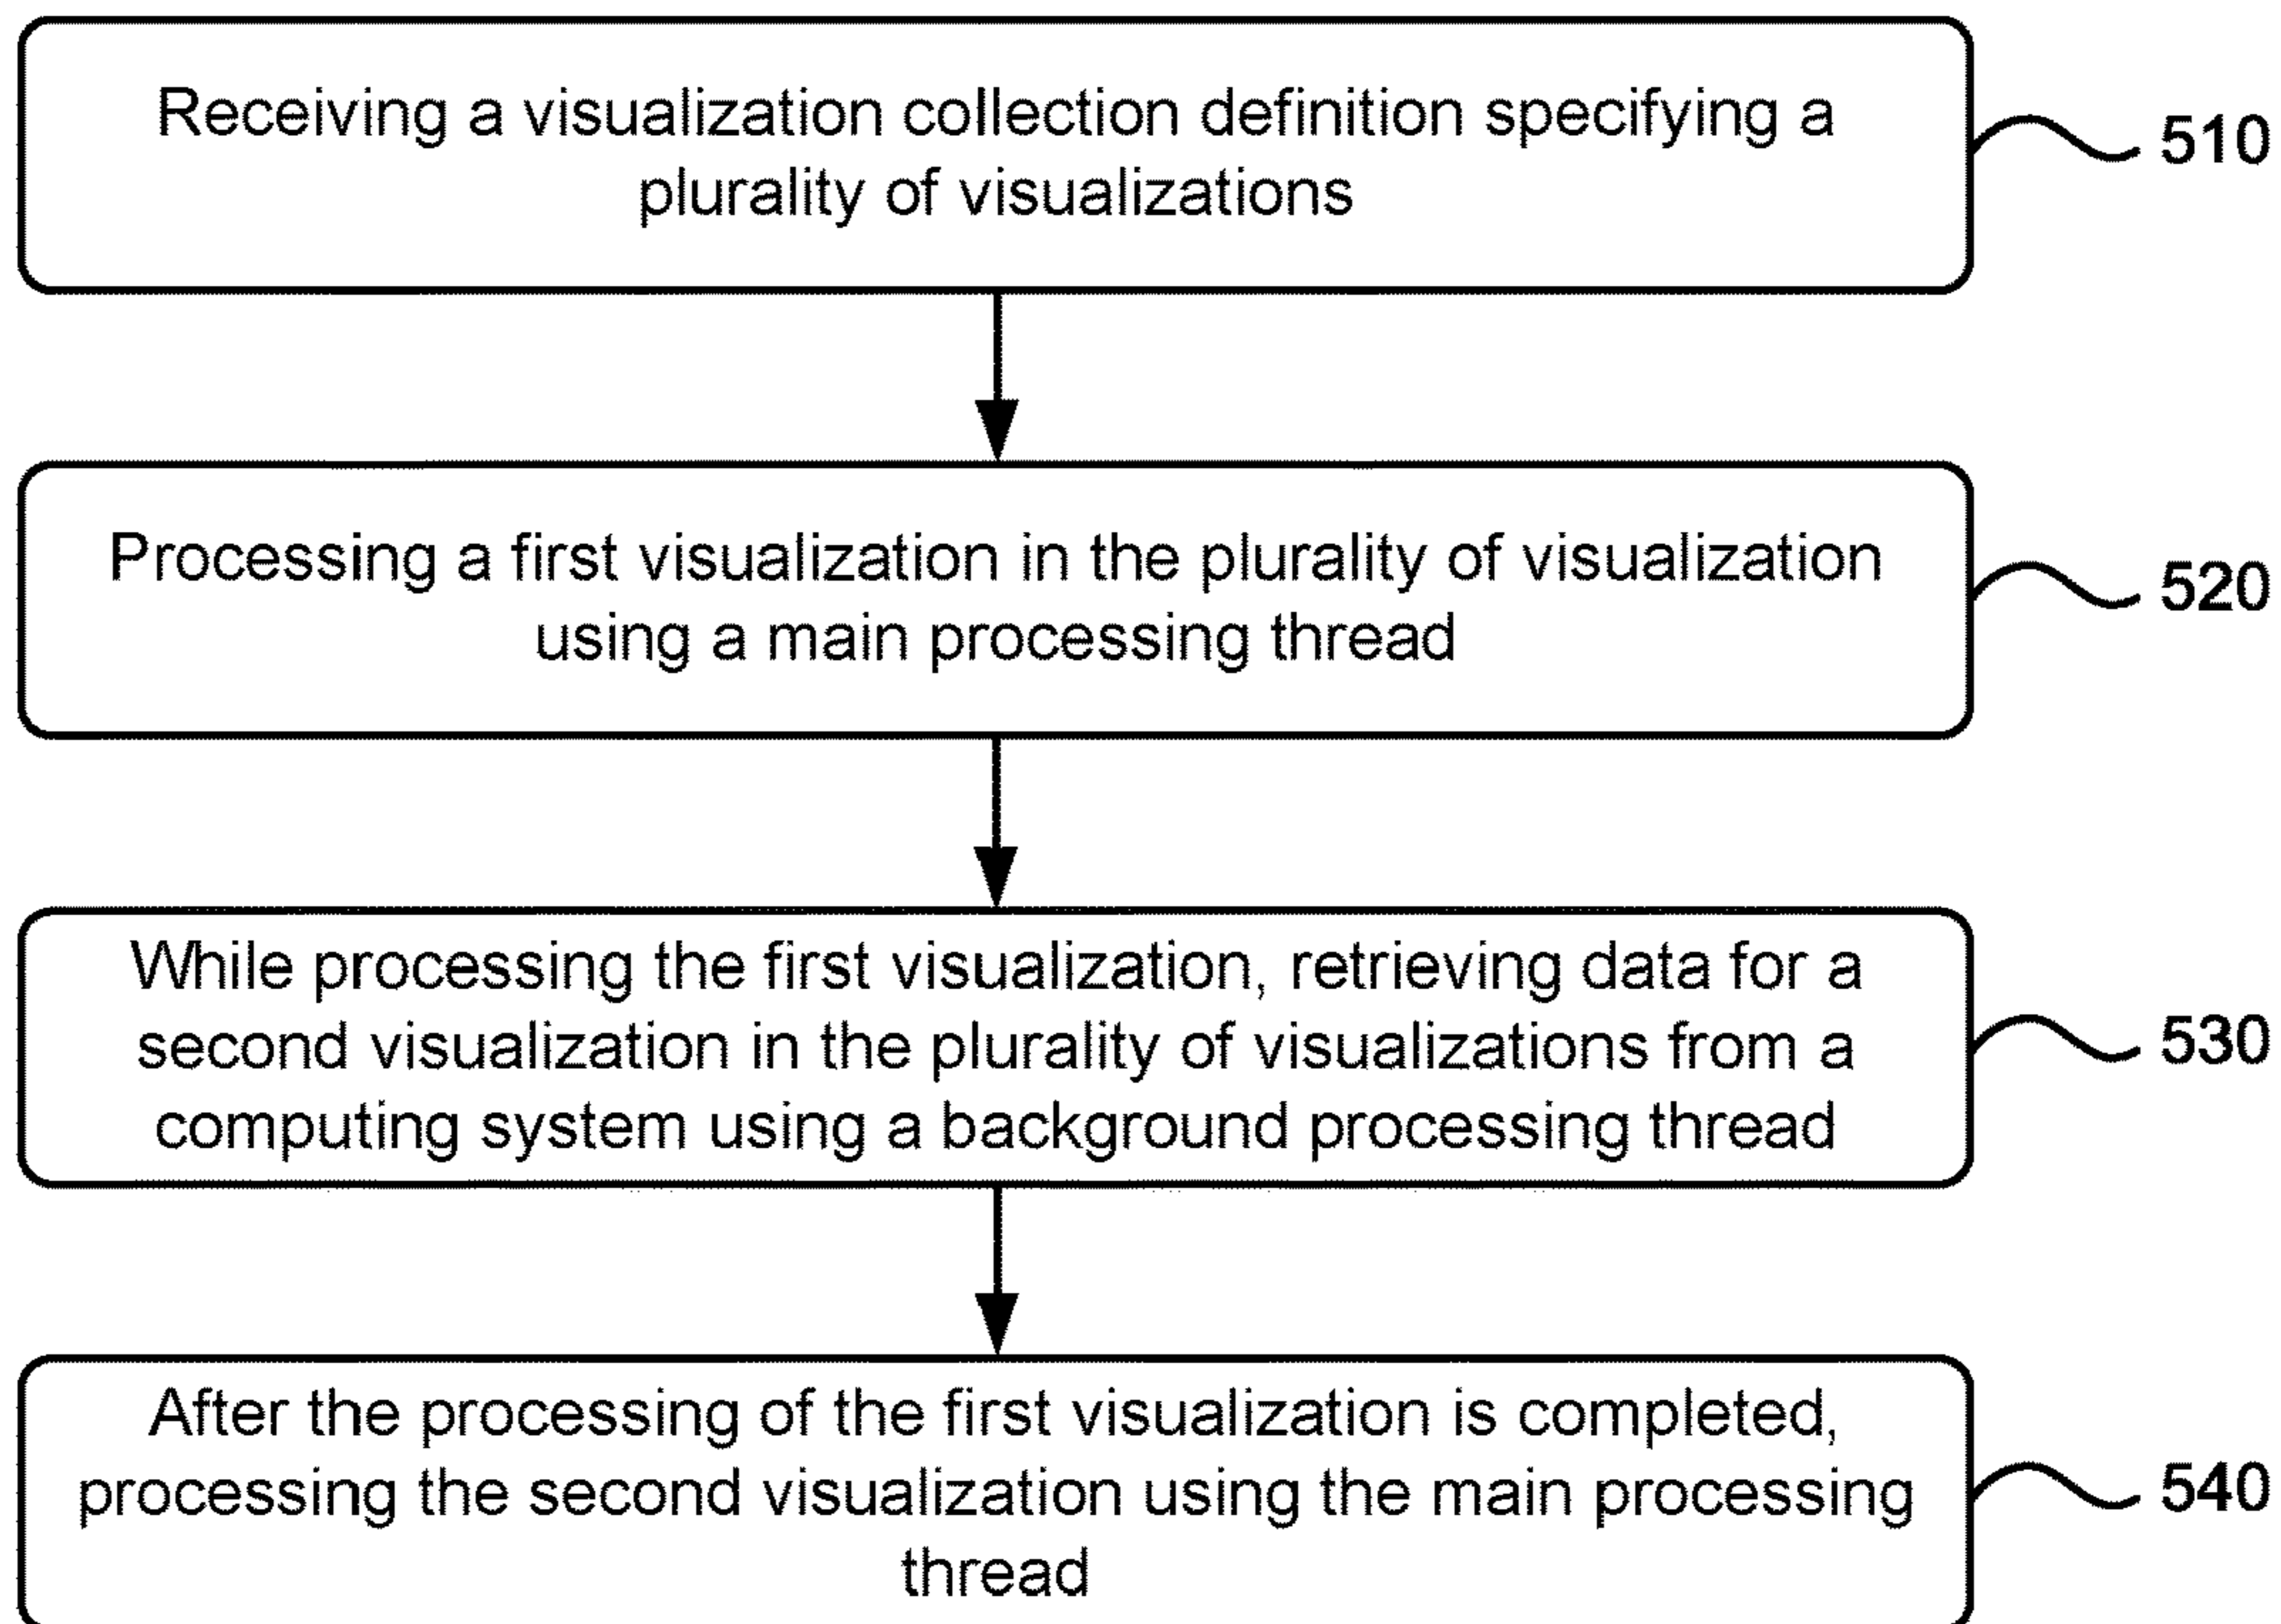 Receiving a visualization collection definition specifying a
plurality of visualizations
510
Processing a first visualization in the plurality of visualization
using a main processing thread
520
While processing the first visualization, retrieving data for a
second visualization in the plurality of visualizations from a
computing system using a background processing thread
530
After the processing of the first visualization is completed,
processing the second visualization using the main processing
thread
540